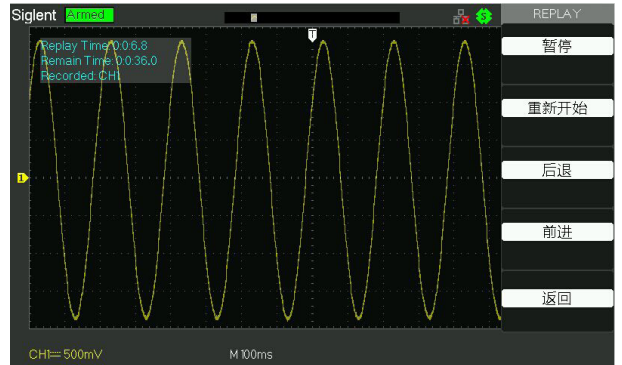 Siglent Armed
S
REPLAY
T
Replay Time:0:0:6.8
Remain Time:0:0:36.0
Recorded: CH1
1
暂停
重新开始
后退
前进
返回
CH1 500mV
M 100ms